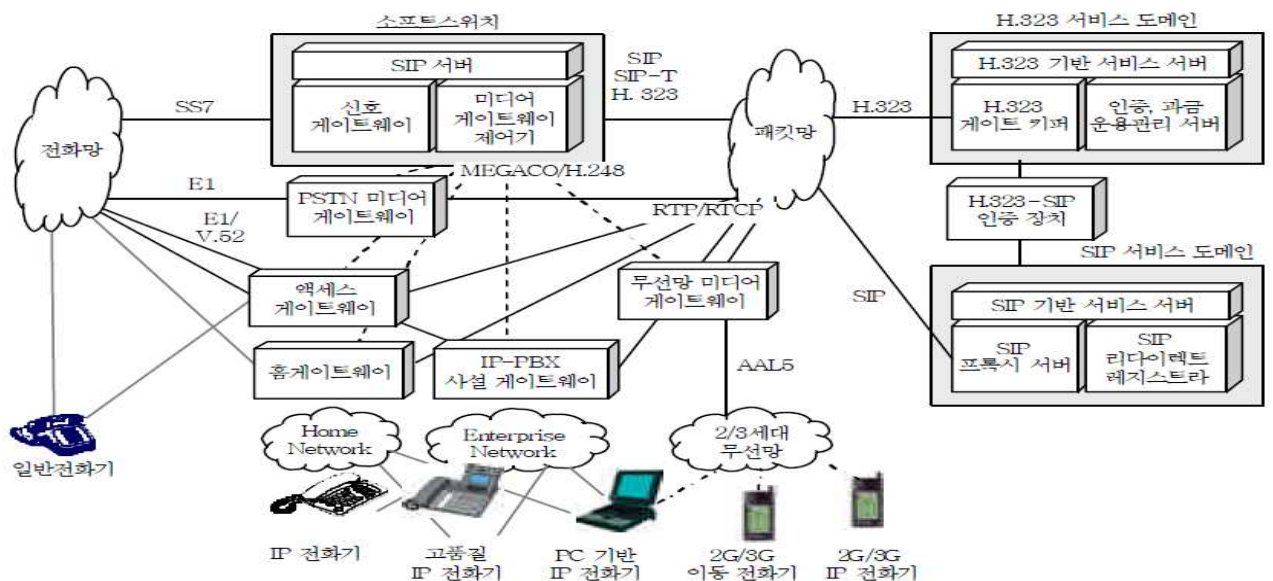 소프트스위치
H.323 서비스 도메인
SIP 서버
신호
게이트웨이
미디어
게이트웨이
제어기
SS7
SIP
SIP-T
H. 323
전화망
패킷망
H.323
H.323 기반 서비스 서버
H.323
게이트 키퍼
인증, 과금
운용관리 서버
MEGACO/H.248
E1
PSTN 미디어
게이트웨이
RTP/RTCP
H.323-SIP
인증 장치
E1/
V.52
액세스
게이트웨이
무선망 미디어
게이트웨이
SIP 서비스 도메인
SIP
SIP 기반 서비스 서버
SIP
프록시 서버
SIP
리다이렉트
레지스트라
홈게이트웨이
IP-PBX
사설 게이트웨이
AAL5
Home
Network
Enterprise
Network
2/3세대
무선망
일반전화기
IP 전화기
고품질
IP 전화기
PC 기반
IP 전화기
2G/3G
이동 전화기
2G/3G
IP 전화기